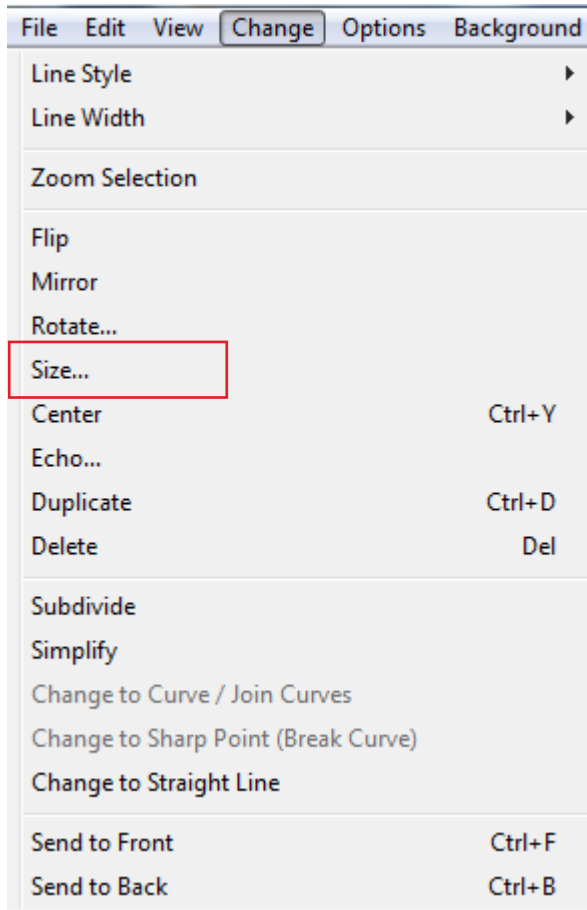 File Edit View Change Options Background
Line Style
Line Width
Zoom Selection
Flip
Mirror
Rotate...
Size...
Center Ctrl+Y
Echo...
Duplicate Ctrl+D
Delete Del
Subdivide
Simplify
Change to Curve / Join Curves
Change to Sharp Point (Break Curve)
Change to Straight Line
Send to Front Ctrl+F
Send to Back Ctrl+B